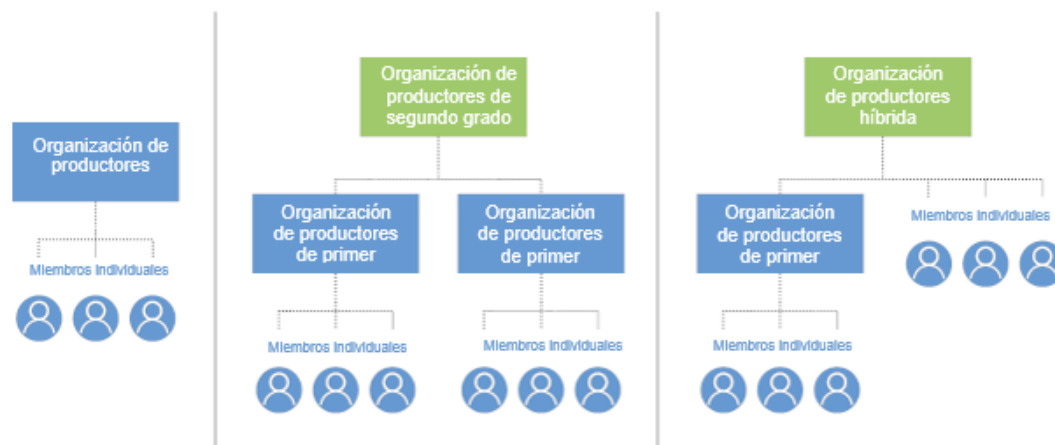 Organización de
productores
Miembros Individuales
Organización de
productores de
segundo grado
Organización
de productores
de primer
Miembros Individuales
Organización
de productores
de primer
Miembros Individuales
Organización
de productores
híbrida
Organización
de productores
de primer
Miembros Individuales
Miembros Individuales